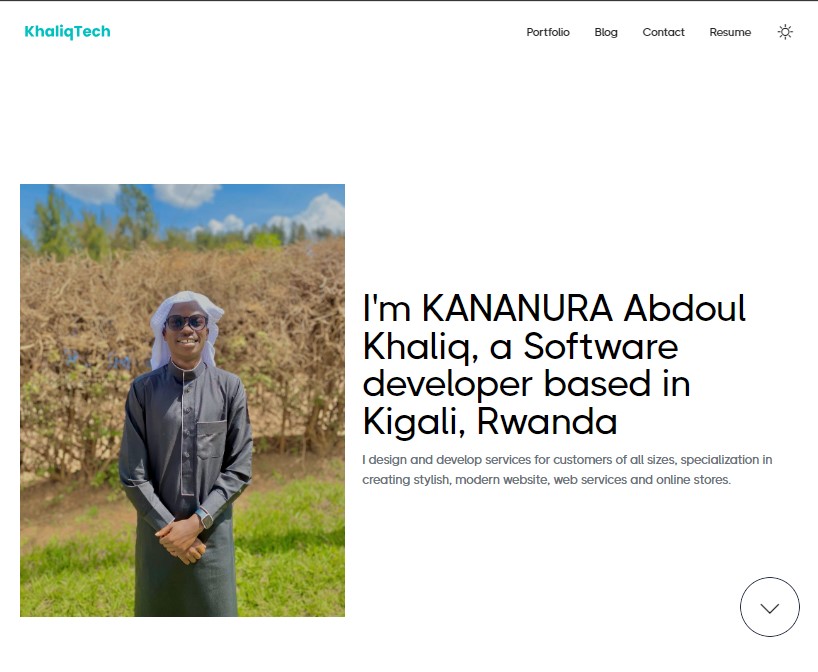 KhaliqTech
Portfolio Blog Contact Resume
I'm KANANURA Abdoul
Khaliq, a Software
developer based in
Kigali, Rwanda
I design and develop services for customers of all sizes, specialization in
creating stylish, modern website, web services and online stores.